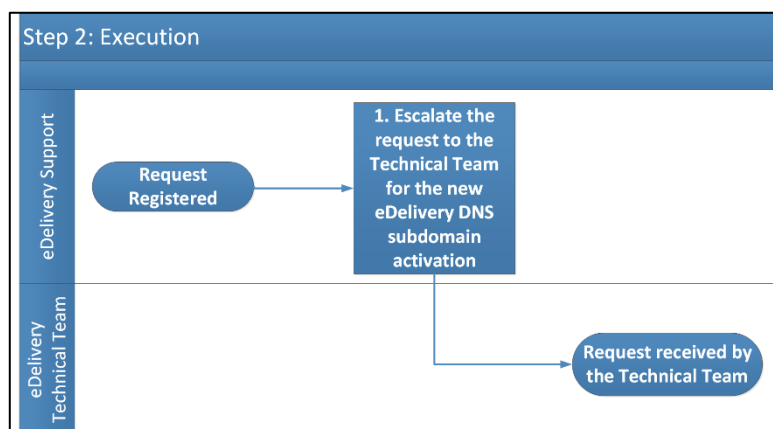 Step 2: Execution
eDelivery Support
Request
Registered
1. Escalate the
request to the
Technical Team
for the new
eDelivery DNS
subdomain
activation
eDelivery
Technical Team
Request received by
the Technical Team